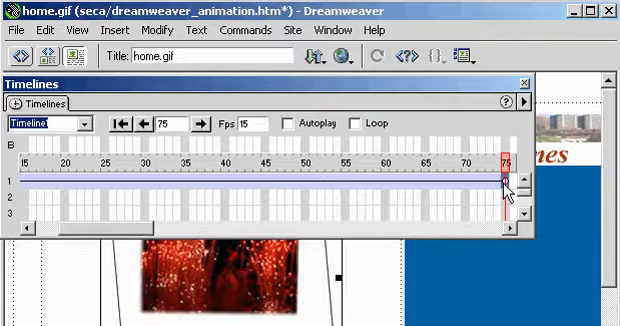 home.gif (seca/dreamweaver_animation.htm*) - Dreamweaver
File Edit View Insert Modify Text Commands Site Window Help
Title: home.gif
Timelines
Timelines
Timeline1 75 Fps 15 Autoplay Loop
B
15 20 25 30 35 40 45 50 55 60 65 70 75
1
2
3